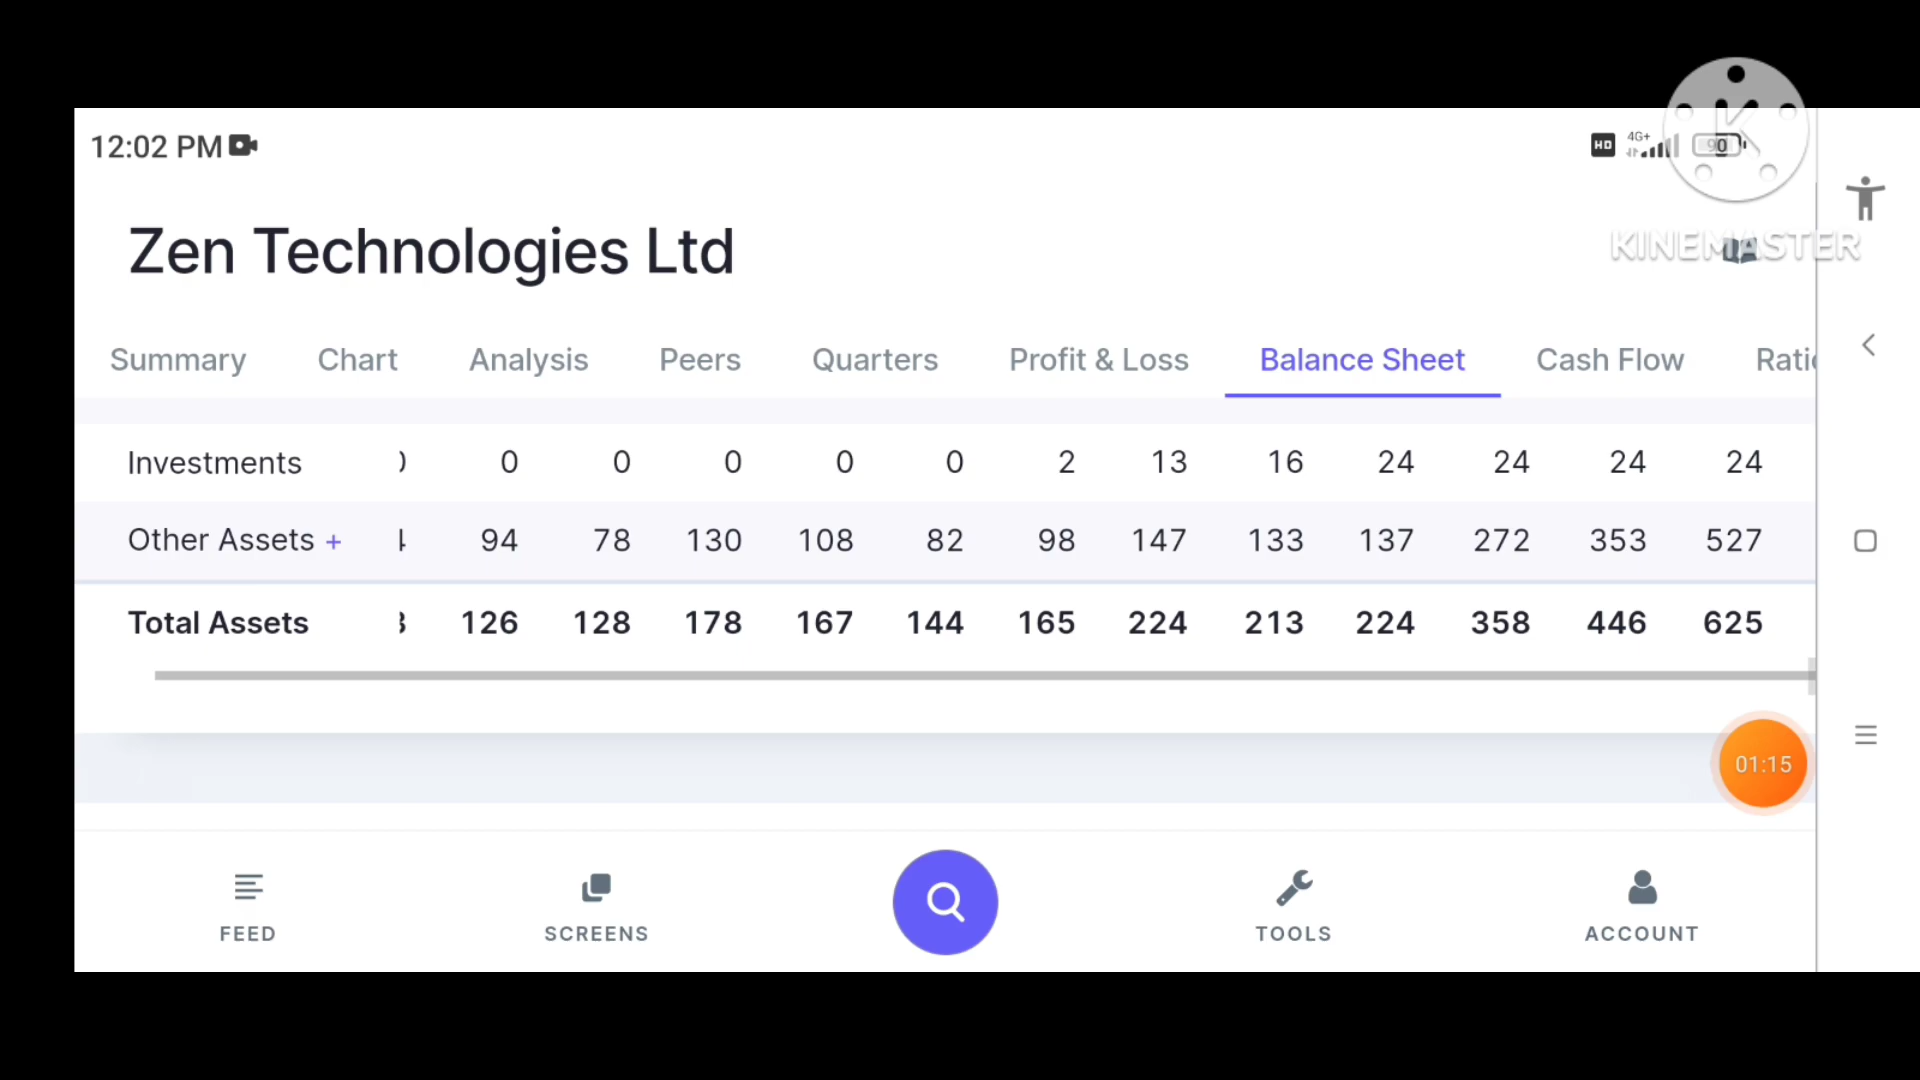 12:02 PM
HD 4G+ 90
KINEMASTER
Zen Technologies Ltd
Summary Chart Analysis Peers Quarters Profit & Loss Balance Sheet Cash Flow
Investments 0 0 0 0 0 2 13 16 24 24 24 24
Other Assets + 94 78 130 108 82 98 147 133 137 272 353 527
Total Assets 126 128 178 167 144 165 224 213 224 358 446 625
01:15
FEED SCREENS TOOLS ACCOUNT